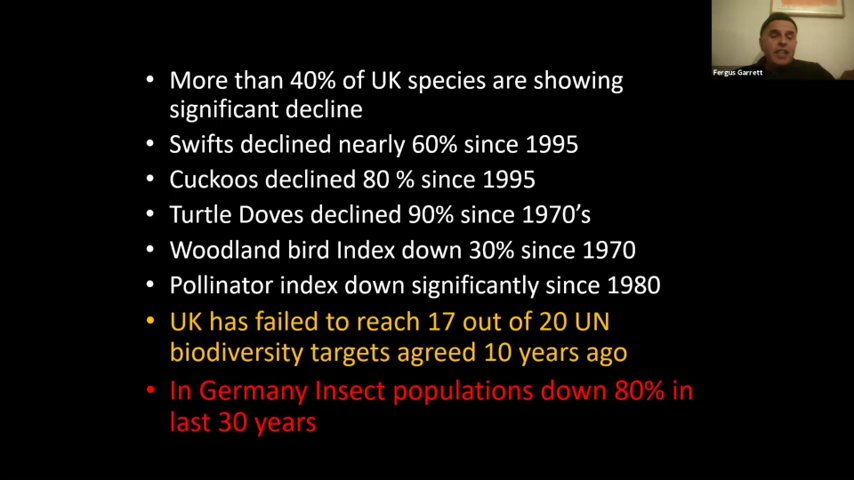 Fergus Garrett
• More than 40% of UK species are showing
significant decline
• Swifts declined nearly 60% since 1995
• Cuckoos declined 80 % since 1995
• Turtle Doves declined 90% since 1970’s
• Woodland bird Index down 30% since 1970
• Pollinator index down significantly since 1980
• UK has failed to reach 17 out of 20 UN
biodiversity targets agreed 10 years ago
• In Germany Insect populations down 80% in
last 30 years